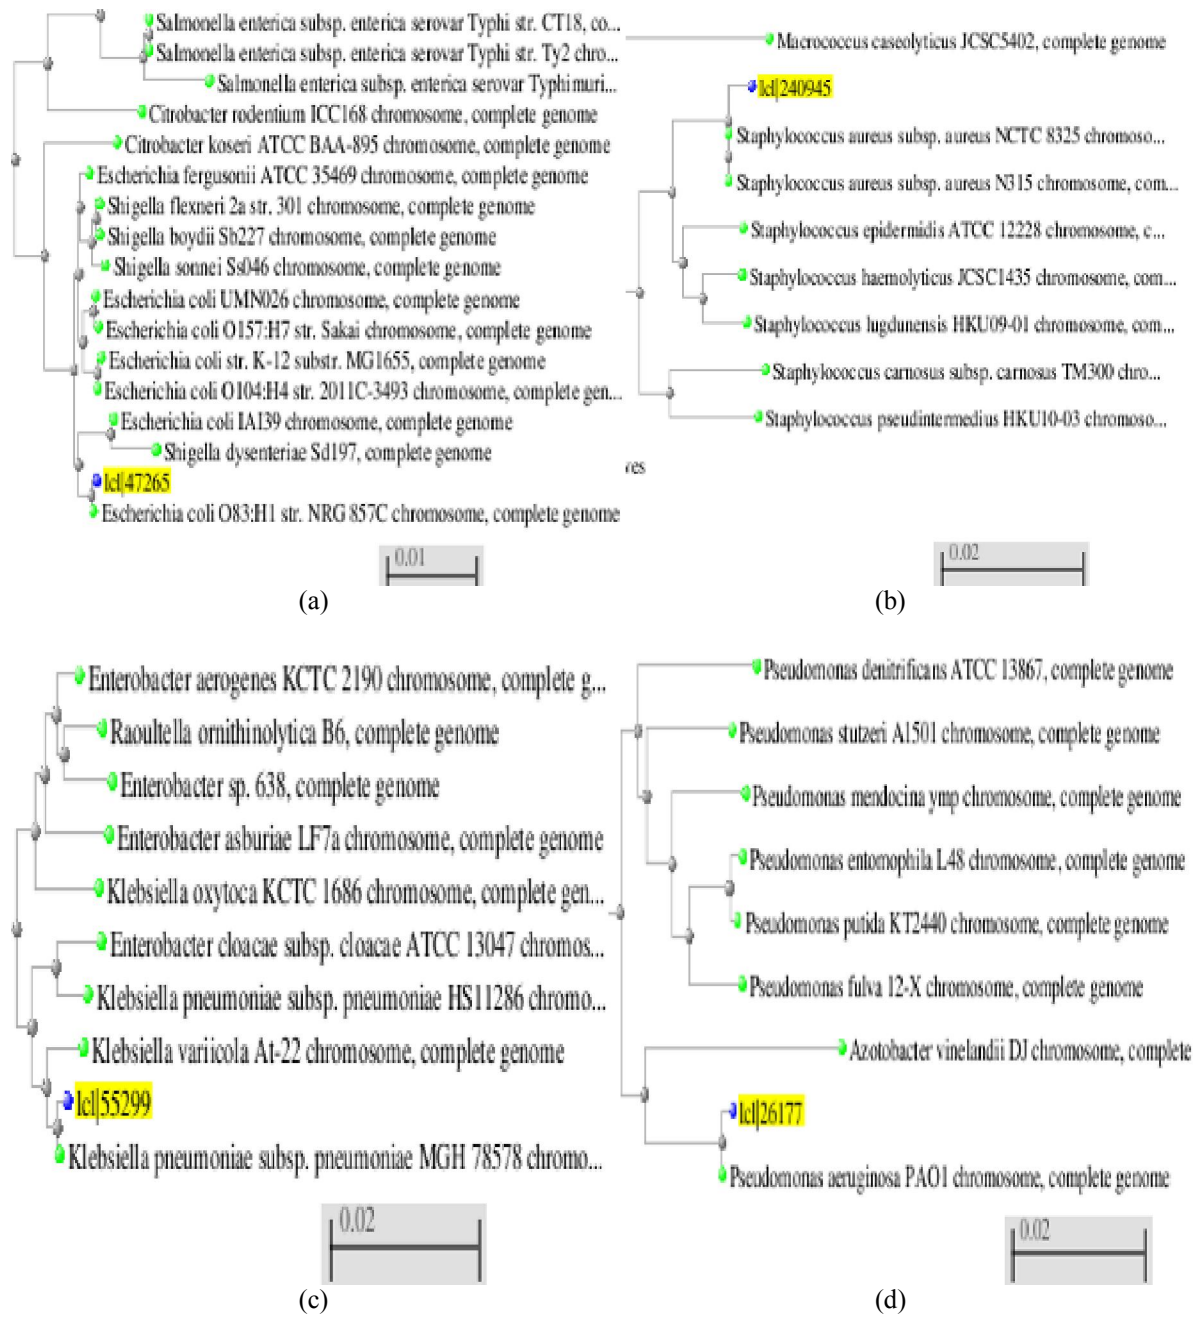 Salmonella enterica subsp. enterica serovar Typhi str. CT18, co...
Salmonella enterica subsp. enterica serovar Typhi str. Ty2 chro...
Salmonella enterica subsp. enterica serovar Typhimuri...
Citrobacter rodentium ICC168 chromosome, complete genome
Citrobacter koseri ATCC BAA-895 chromosome, complete genome
Escherichia fergusonii ATCC 35469 chromosome, complete genome
Shigella flexneri 2a str. 301 chromosome, complete genome
Shigella boydii Sb227 chromosome, complete genome
Shigella sonnei Ss046 chromosome, complete genome
Escherichia coli UMN026 chromosome, complete genome
Escherichia coli O157:H7 str. Sakai chromosome, complete genome
Escherichia coli str. K-12 substr. MG1655, complete genome
Escherichia coli O104:H4 str. 2011C-3493 chromosome, complete gen...
Escherichia coli IAI39 chromosome, complete genome
Shigella dysenteriae Sd197, complete genome
lcl|47265
Escherichia coli O83:H1 str. NRG 857C chromosome, complete genome
0.01
(a)
Macrococcus caseolyticus JCSC5402, complete genome
lcl|240945
Staphylococcus aureus subsp. aureus NCTC 8325 chromoso...
Staphylococcus aureus subsp. aureus N315 chromosome, com...
Staphylococcus epidermidis ATCC 12228 chromosome, c...
Staphylococcus haemolyticus JCSC1435 chromosome, com...
Staphylococcus lugdunensis HKU09-01 chromosome, com...
Staphylococcus carnosus subsp. carnosus TM300 chro...
Staphylococcus pseudintermedius HKU10-03 chromoso...
ves
0.02
(b)
Enterobacter aerogenes KCTC 2190 chromosome, complete g...
Raoultella ornithinolytica B6, complete genome
Enterobacter sp. 638, complete genome
Enterobacter asburiae LF7a chromosome, complete genome
Klebsiella oxytoca KCTC 1686 chromosome, complete gen...
Enterobacter cloacae subsp. cloacae ATCC 13047 chromos...
Klebsiella pneumoniae subsp. pneumoniae HS11286 chromo...
Klebsiella variicola At-22 chromosome, complete genome
lcl|55299
Klebsiella pneumoniae subsp. pneumoniae MGH 78578 chromo...
0.02
(c)
Pseudomonas denitrificans ATCC 13867, complete genome
Pseudomonas stutzeri A1501 chromosome, complete genome
Pseudomonas mendocina ymp chromosome, complete genome
Pseudomonas entomophila L48 chromosome, complete genome
Pseudomonas putida KT2440 chromosome, complete genome
Pseudomonas fulva 12-X chromosome, complete genome
Azotobacter vinelandii DJ chromosome, complete
lcl|26177
Pseudomonas aeruginosa PAO1 chromosome, complete genome
0.02
(d)